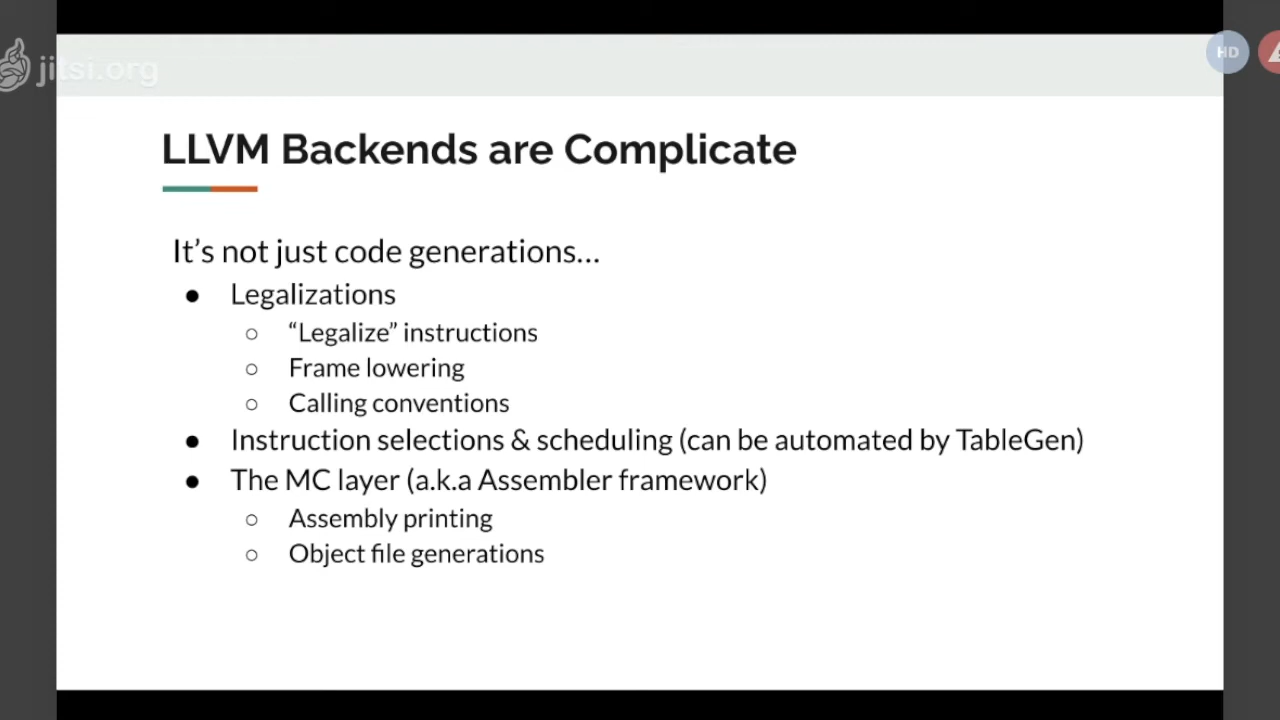 jitsi.org
HD
LLVM Backends are Complicate
It's not just code generations...
● Legalizations
○ “Legalize” instructions
○ Frame lowering
○ Calling conventions
● Instruction selections & scheduling (can be automated by TableGen)
● The MC layer (a.k.a Assembler framework)
○ Assembly printing
○ Object file generations